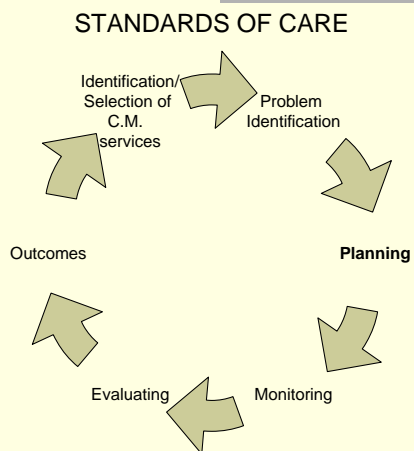 STANDARDS OF CARE
Identification/
Selection of
C.M.
services
Problem
Identification
Planning
Monitoring
Evaluating
Outcomes